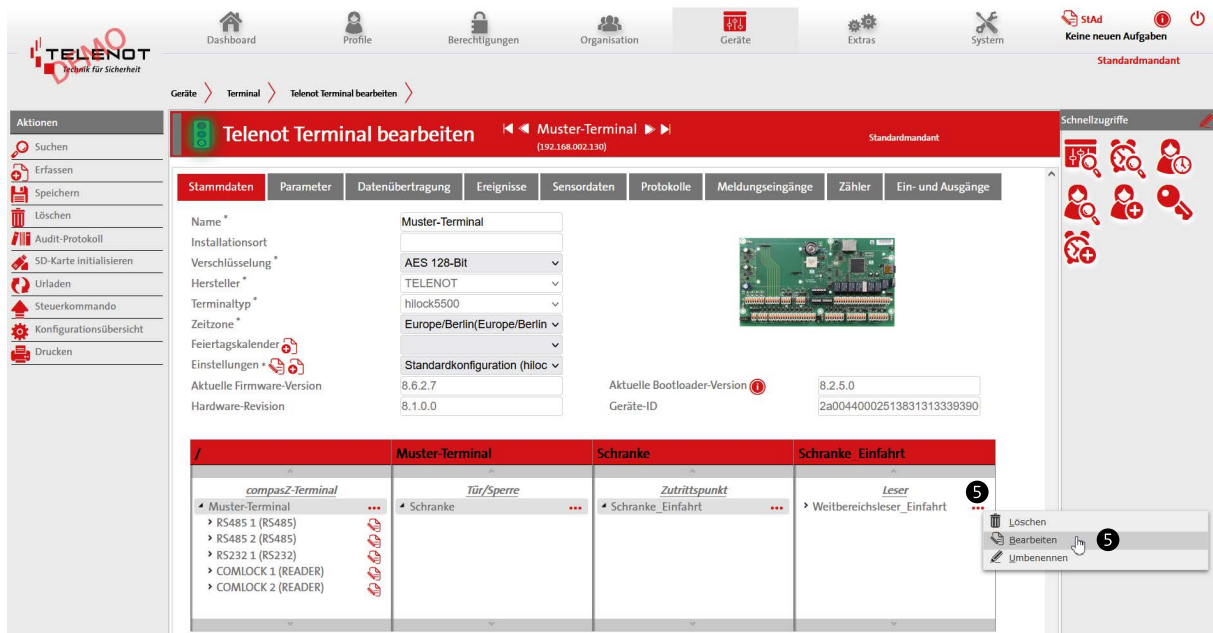 Dashboard
Profile
Berechtigungen
Organisation
Geräte
Extras
System
StAd
Keine neuen Aufgaben
Standardmandant
TELENOT
Technik für Sicherheit
DEMO
Geräte
Terminal
Telenot Terminal bearbeiten
Aktionen
Suchen
Erfassen
Speichern
Löschen
Audit-Protokoll
SD-Karte initialisieren
Urladen
Steuerkommando
Konfigurationsübersicht
Drucken
Telenot Terminal bearbeiten
Muster-Terminal
(192.168.002.130)
Standardmandant
Schnellzugriffe
Stammdaten Parameter Datenübertragung Ereignisse Sensordaten Protokolle Meldungseingänge Zähler Ein- und Ausgänge
Name * Muster-Terminal
Installationsort
Verschlüsselung * AES 128-Bit
Hersteller * TELENOT
Terminaltyp * hilock5500
Zeitzone * Europe/Berlin(Europe/Berlin
Feiertagskalender
Einstellungen * Standardkonfiguration (hiloc
Aktuelle Firmware-Version 8.6.2.7 Aktuelle Bootloader-Version 8.2.5.0
Hardware-Revision 8.1.0.0 Geräte-ID 2a00440002513831313339390
/ Muster-Terminal Schranke Schranke_Einfahrt
compasZ-Terminal Tür/Sperre Zutrittspunkt Leser 5
Muster-Terminal ... Schranke ... Schranke_Einfahrt ... Weitbereichsleser_Einfahrt ...
RS485 1 (RS485)
RS485 2 (RS485)
RS232 1 (RS232)
COMLOCK 1 (READER)
COMLOCK 2 (READER)
Löschen
Bearbeiten 5
Umbenennen